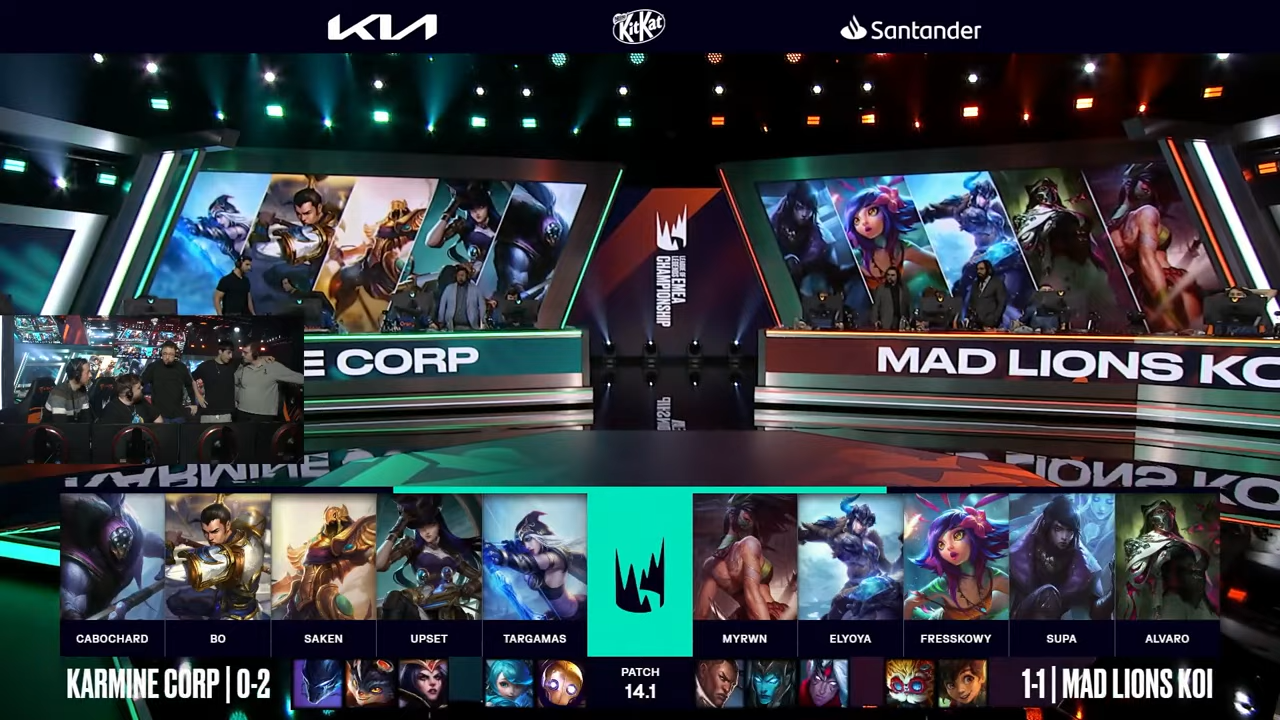 KIA
Nestlé
KitKat
Santander
LEAGUE OF
LEGENDS EMEA
CHAMPIONSHIP
E CORP
MAD LIONS KO
CABOCHARD
BO
SAKEN
UPSET
TARGAMAS
MYRWN
ELYOYA
FRESSKOWY
SUPA
ALVARO
KARMINE CORP | 0-2
PATCH
14.1
1-1 | MAD LIONS KOI